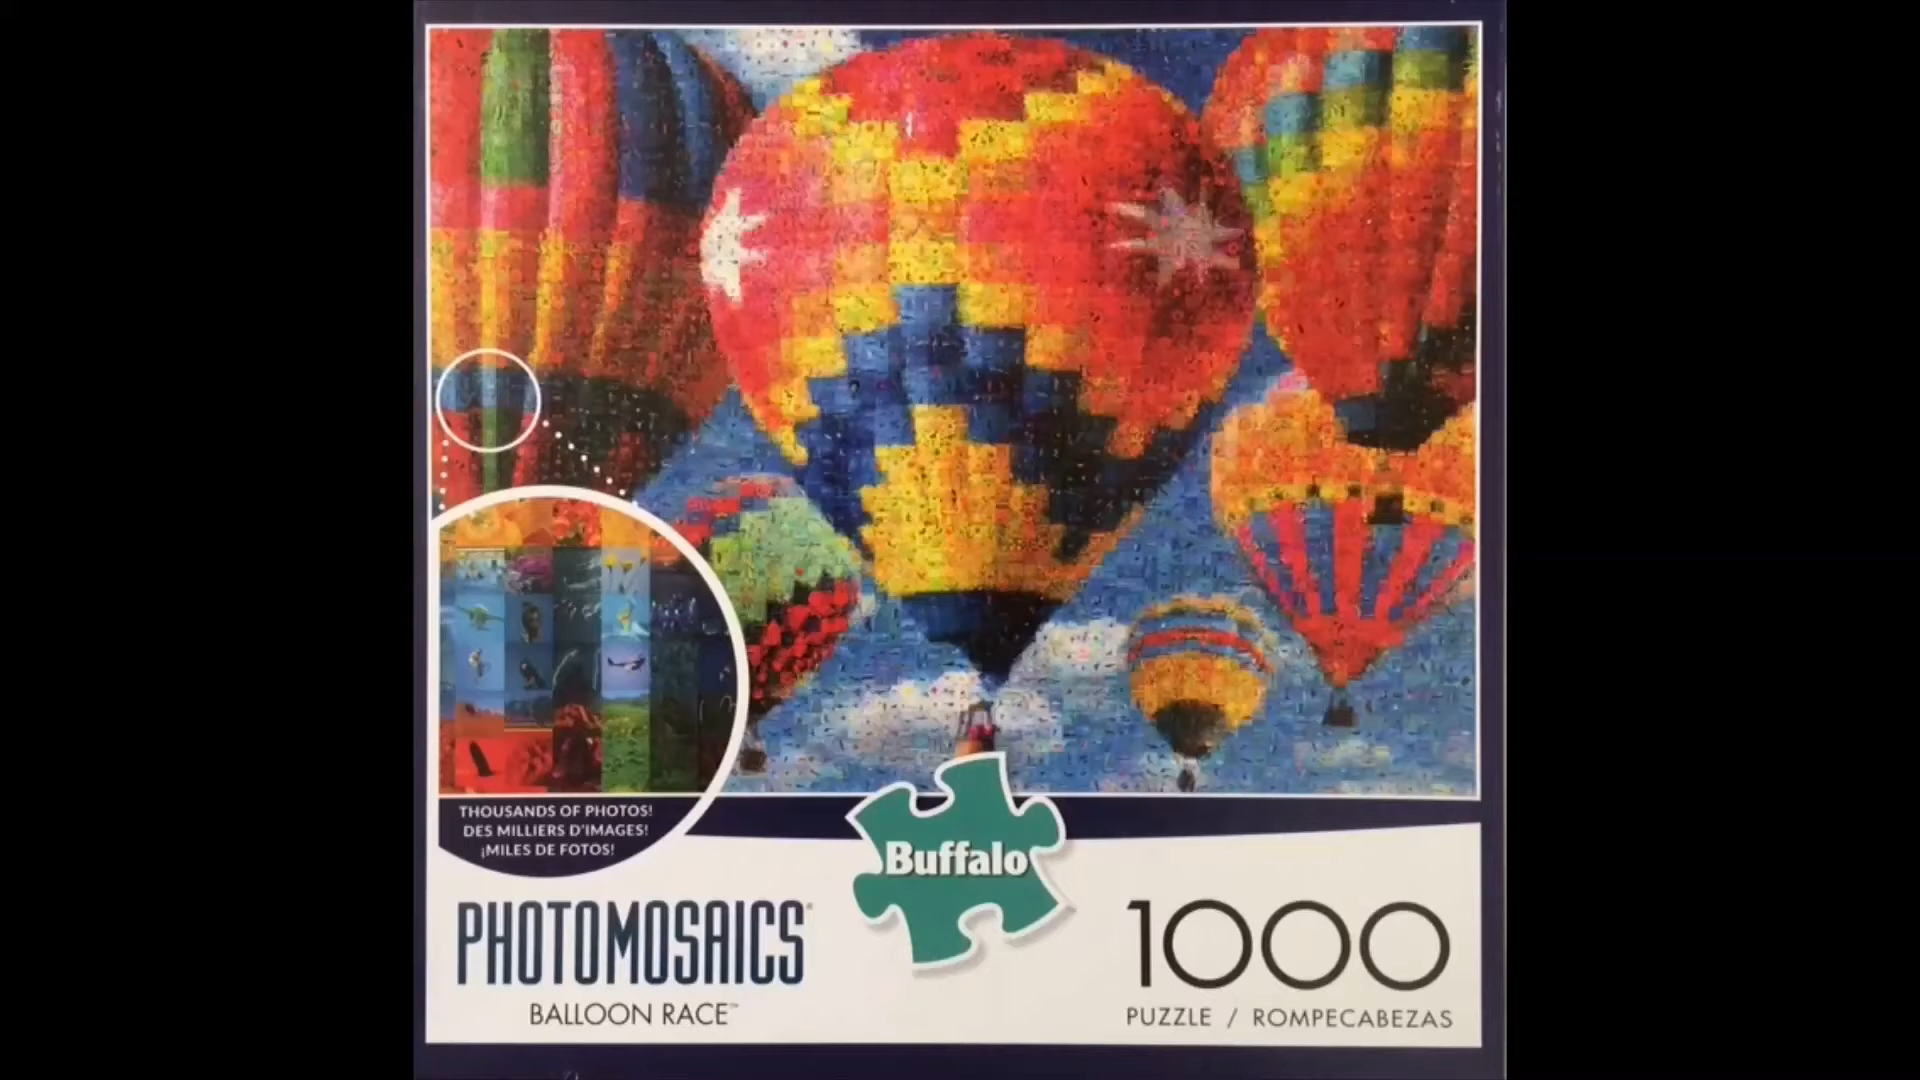 THOUSANDS OF PHOTOS!
DES MILLIERS D'IMAGES!
¡MILES DE FOTOS!
Buffalo
PHOTOMOSAICS®
BALLOON RACE™
1000
PUZZLE / ROMPECABEZAS